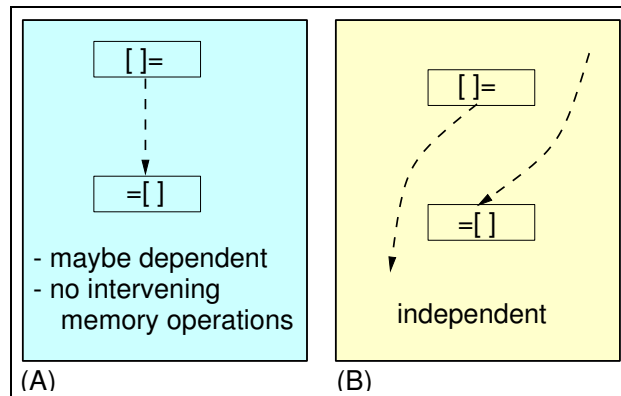 [ ]=
=[ ]
- maybe dependent
- no intervening
memory operations
(A)
[ ]=
=[ ]
independent
(B)